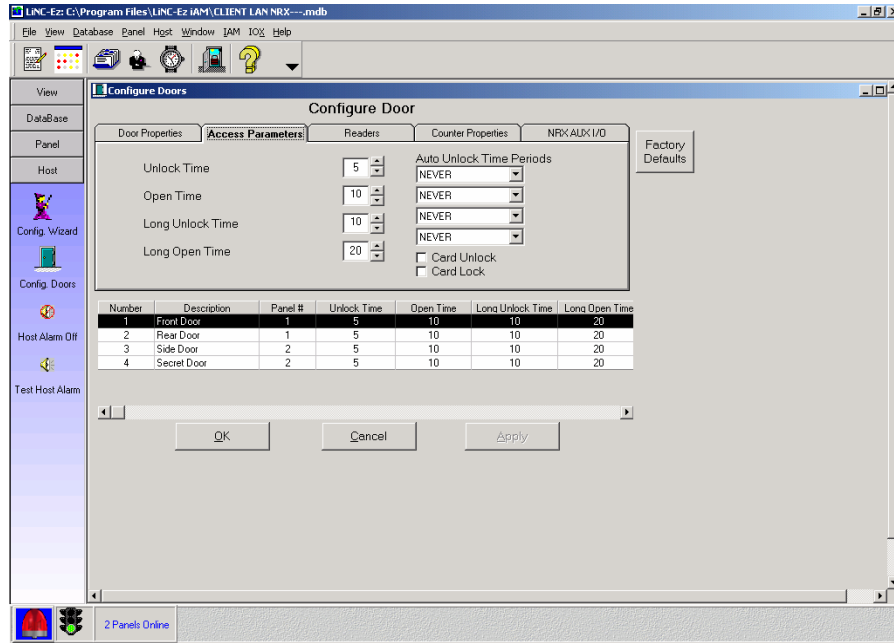 LiNC-Ez: C:\Program Files\LiNC-Ez iAM\CLIENT LAN NRX---.mdb
File View Database Panel Host Window IAM IOX Help
View
DataBase
Panel
Host
Config. Wizard
Config. Doors
Host Alarm Off
Test Host Alarm
Configure Doors
Configure Door
Door Properties Access Parameters Readers Counter Properties NRX AUX I/O
Factory Defaults
Unlock Time 5
Open Time 10
Long Unlock Time 10
Long Open Time 20
Auto Unlock Time Periods
NEVER
NEVER
NEVER
NEVER
Card Unlock
Card Lock
Number Description Panel # Unlock Time Open Time Long Unlock Time Long Open Time
1 Front Door 1 5 10 10 20
2 Rear Door 1 5 10 10 20
3 Side Door 2 5 10 10 20
4 Secret Door 2 5 10 10 20
OK Cancel Apply
2 Panels Online